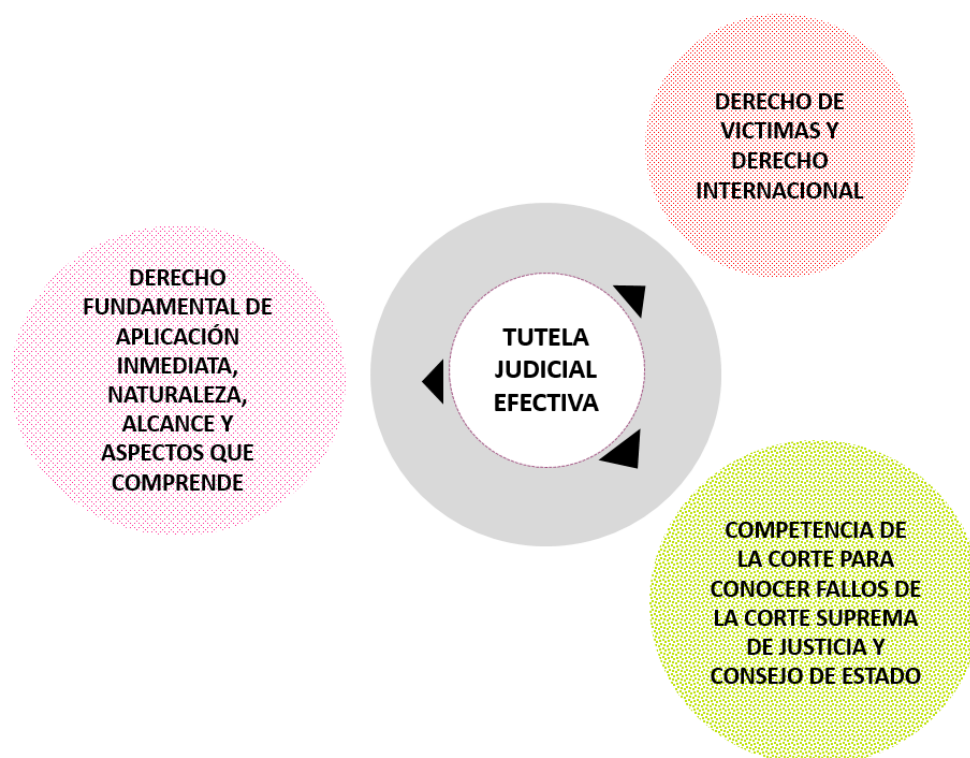 DERECHO DE
VICTIMAS Y
DERECHO
INTERNACIONAL
DERECHO
FUNDAMENTAL DE
APLICACIÓN
INMEDIATA,
NATURALEZA,
ALCANCE Y
ASPECTOS QUE
COMPRENDE
TUTELA
JUDICIAL
EFECTIVA
COMPETENCIA DE
LA CORTE PARA
CONOCER FALLOS DE
LA CORTE SUPREMA
DE JUSTICIA Y
CONSEJO DE ESTADO